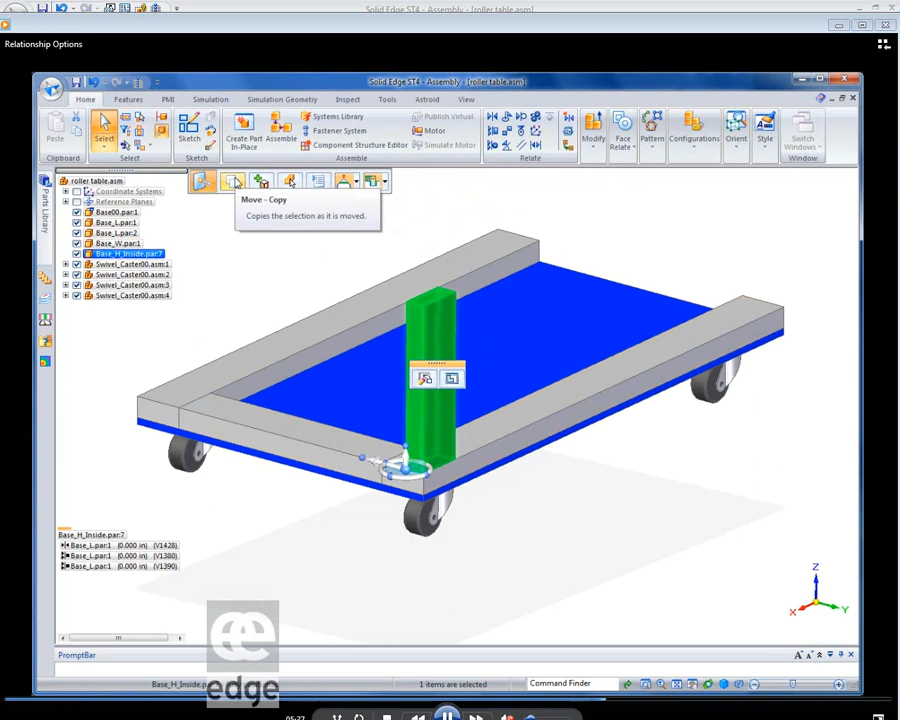 Solid Edge ST4 - Assembly - [roller table.asm]
Relationship Options
Solid Edge ST4 - Assembly - [roller table.asm]
Home Features PMI Simulation Simulation Geometry Inspect Tools Astroid View
Paste
Clipboard
Select
Select
Sketch
Sketch
Create Part In-Place
Assemble
Systems Library
Fastener System
Component Structure Editor
Publish Virtual
Motor
Simulate Motor
Assemble
Relate
Modify
Face Relate
Pattern
Configurations
Orient
Style
Switch Windows
Window
Parts Library
roller table.asm
Coordinate Systems
Reference Planes
Base00.par:1
Base_L.par:1
Base_L.par:2
Base_W.par:1
Base_H_Inside.par:7
Swivel_Caster00.asm:1
Swivel_Caster00.asm:2
Swivel_Caster00.asm:3
Swivel_Caster00.asm:4
Move - Copy
Copies the selection as it is moved.
Base_H_Inside.par:7
Base_L.par:1 (0.000 in) (V1428)
Base_L.par:1 (0.000 in) (V1380)
Base_L.par:1 (0.000 in) (V1390)
Z
X
Y
ee
edge
PromptBar
Base_H_Inside.par
1 items are selected
Command Finder
05:27